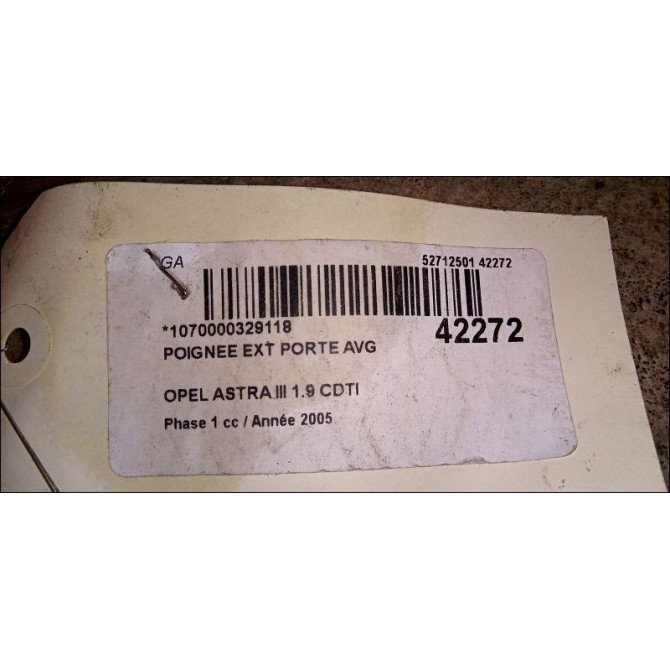 GA
52712501 42272
*1070000329118
42272
POIGNEE EXT PORTE AVG
OPEL ASTRA III 1.9 CDTI
Phase 1 cc / Année 2005